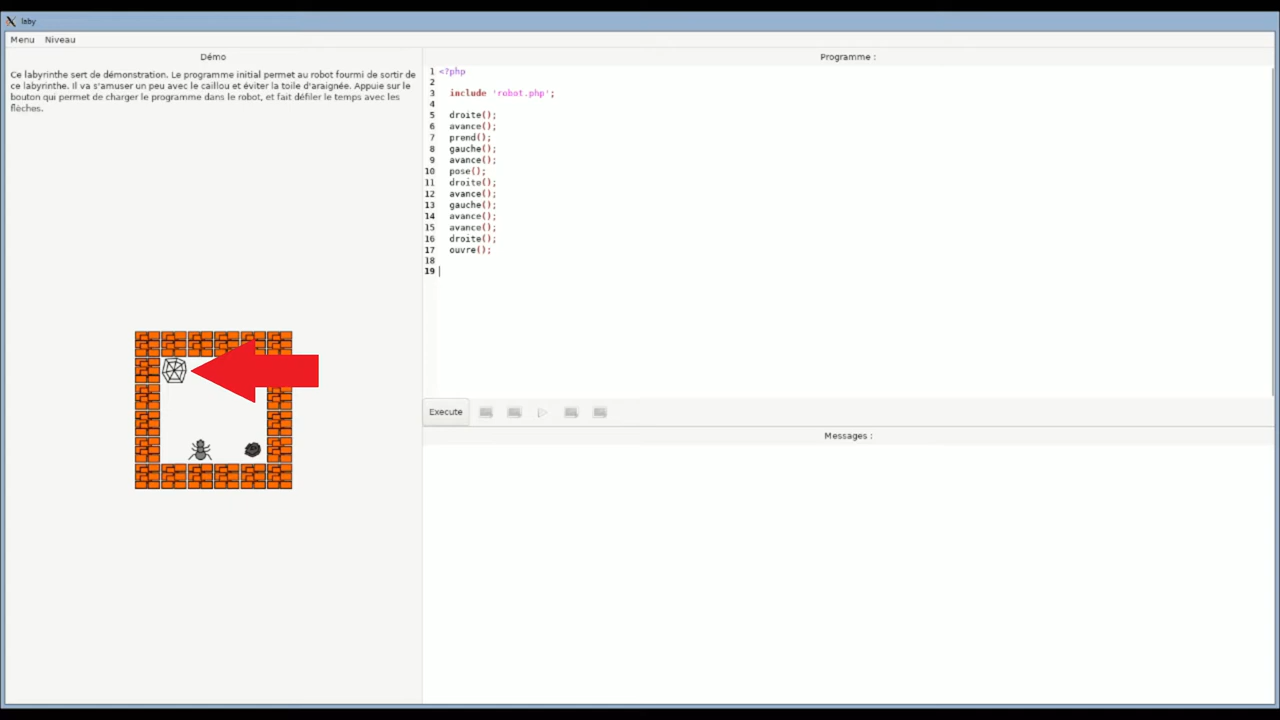 laby
Menu Niveau
Démo
Ce labyrinthe sert de démonstration. Le programme initial permet au robot fourmi de sortir de
ce labyrinthe. Il va s'amuser un peu avec le caillou et éviter la toile d'araignée. Appuie sur le
bouton qui permet de charger le programme dans le robot, et fait défiler le temps avec les
flèches.
Programme :
1 <?php
2
3 include 'robot.php';
4
5 droite();
6 avance();
7 prend();
8 gauche();
9 avance();
10 pose();
11 droite();
12 avance();
13 gauche();
14 avance();
15 avance();
16 droite();
17 ouvre();
18
19
Execute
Messages :